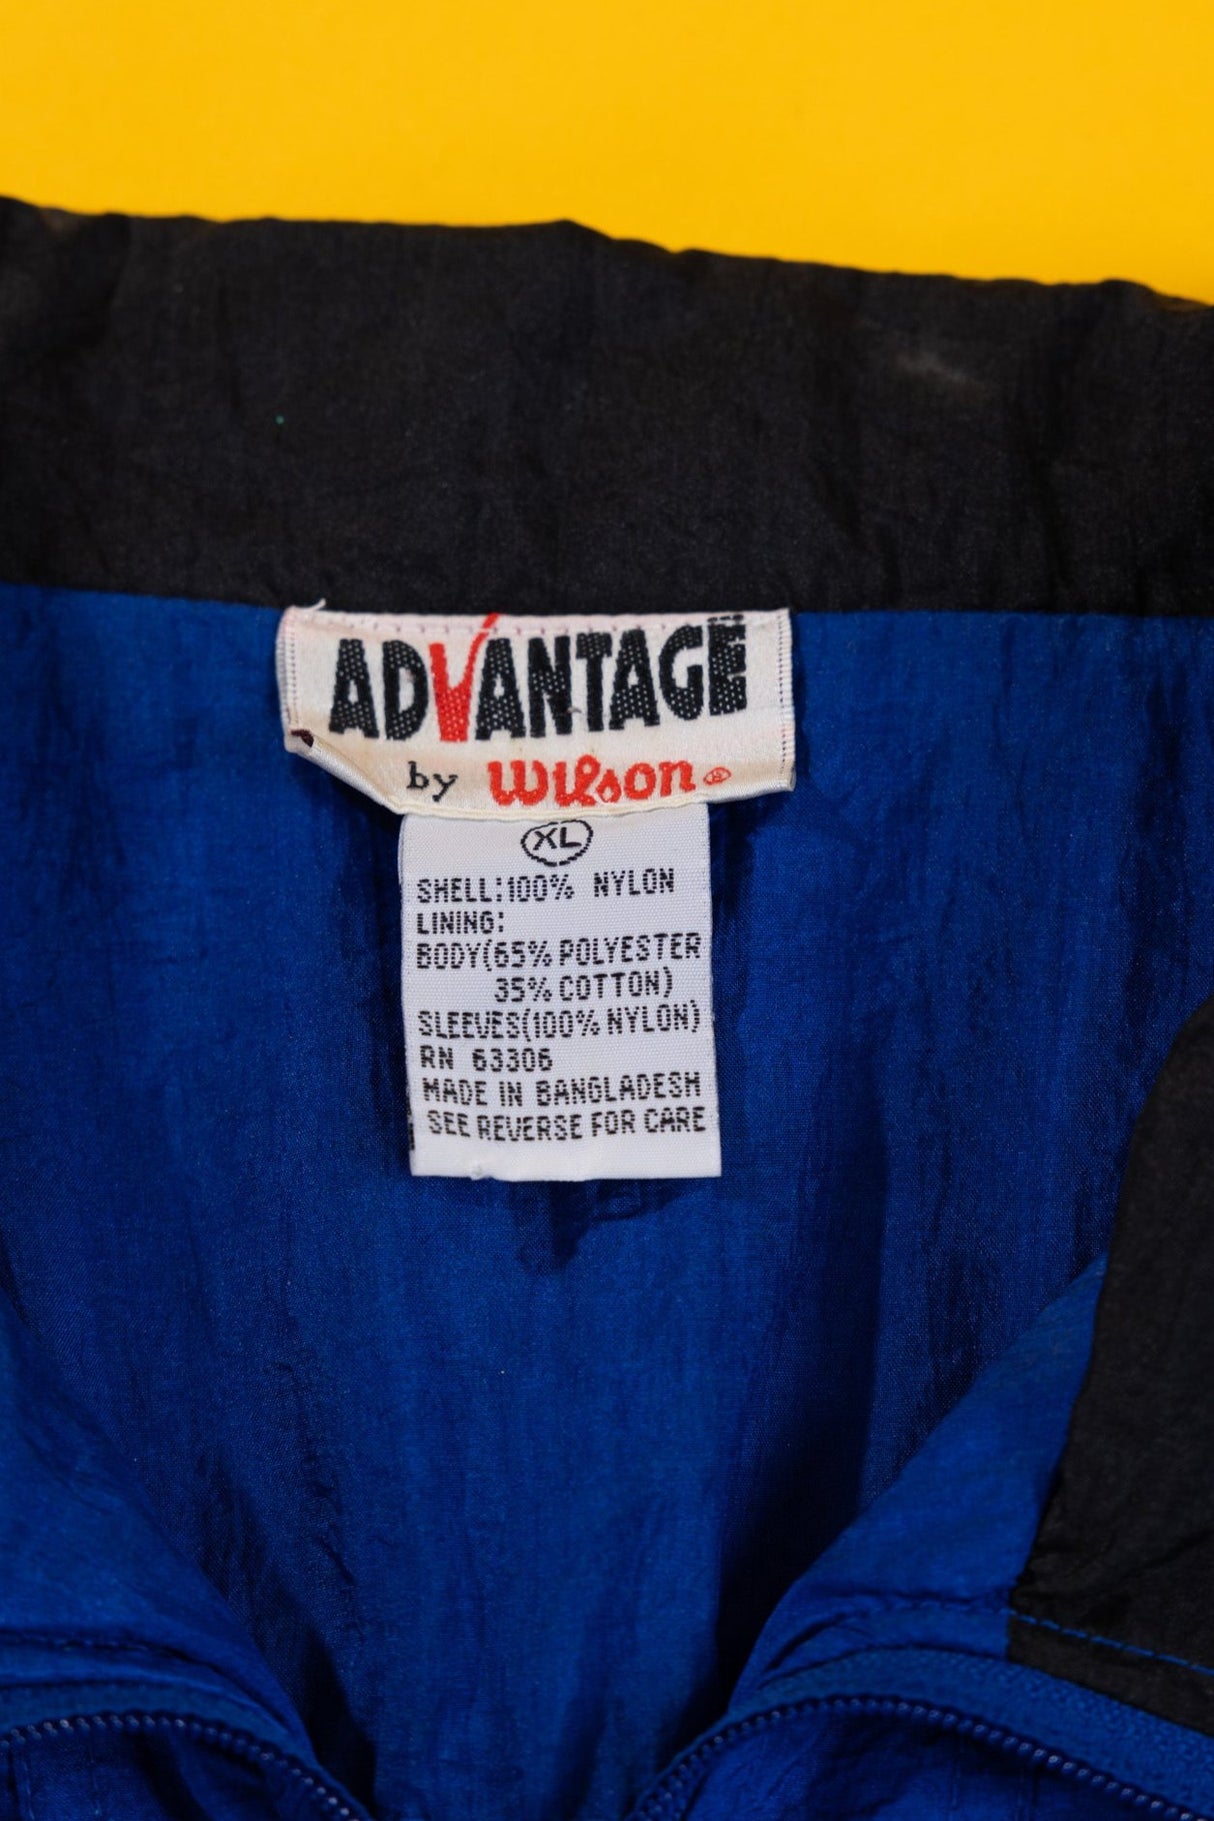 ADVANTAGE
by Wilson ®
XL
SHELL:100% NYLON
LINING:
BODY(65% POLYESTER
35% COTTON)
SLEEVES(100% NYLON)
RN 63306
MADE IN BANGLADESH
SEE REVERSE FOR CARE